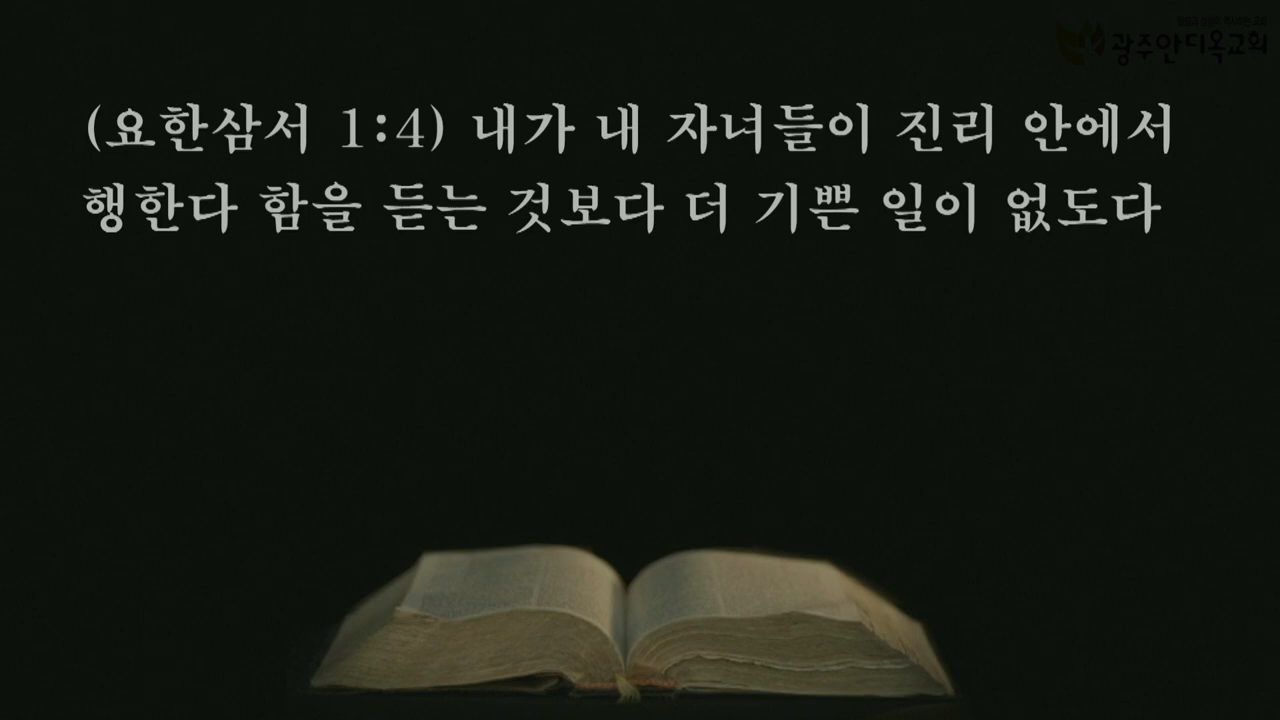 광주안디옥교회
(요한삼서 1:4) 내가 내 자녀들이 진리 안에서
행한다 함을 듣는 것보다 더 기쁜 일이 없도다